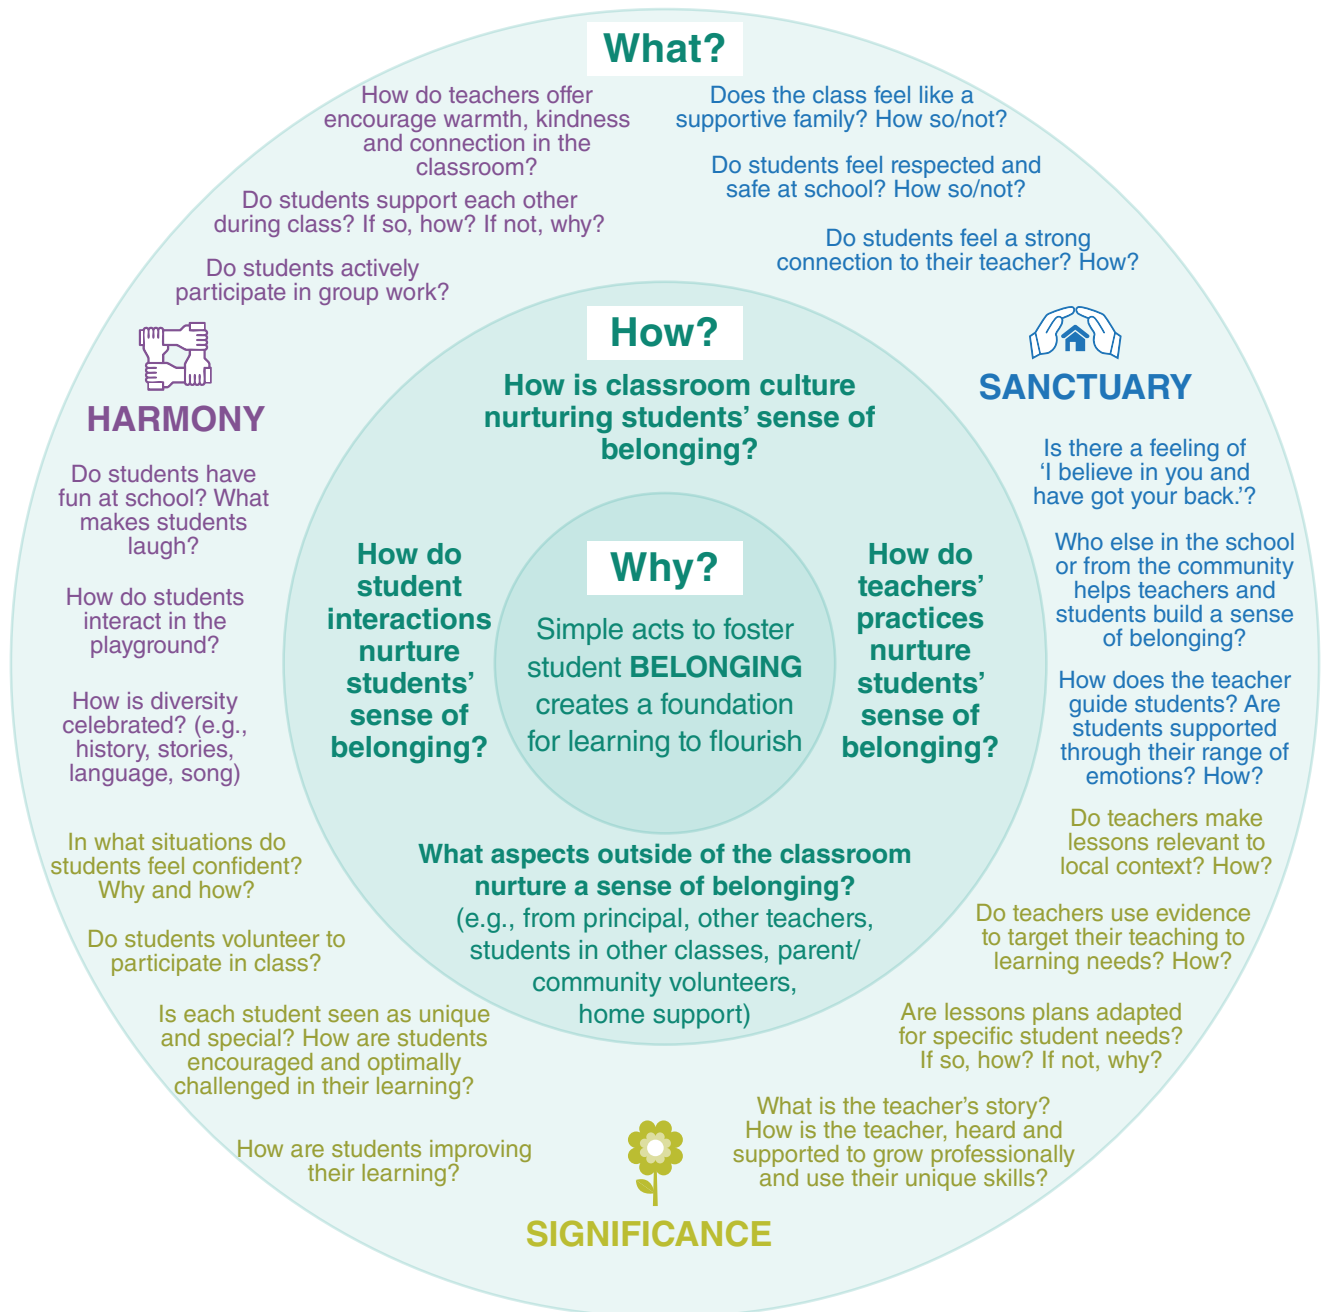 What?
How do teachers offer
encourage warmth, kindness
and connection in the
classroom?
Do students support each other
during class? If so, how? If not, why?
Do students actively
participate in group work?
HARMONY
Do students have
fun at school? What
makes students
laugh?
How do students
interact in the
playground?
How is diversity
celebrated? (e.g.,
history, stories,
language, song)
Does the class feel like a
supportive family? How so/not?
Do students feel respected and
safe at school? How so/not?
Do students feel a strong
connection to their teacher? How?
SANCTUARY
Is there a feeling of
‘I believe in you and
have got your back.’?
Who else in the school
or from the community
helps teachers and
students build a sense
of belonging?
How does the teacher
guide students? Are
students supported
through their range of
emotions? How?
How?
How is classroom culture
nurturing students’ sense of
belonging?
How do
student
interactions
nurture
students’
sense of
belonging?
Why?
Simple acts to foster
student BELONGING
creates a foundation
for learning to flourish
How do
teachers’
practices
nurture
students’
sense of
belonging?
What aspects outside of the classroom
nurture a sense of belonging?
(e.g., from principal, other teachers,
students in other classes, parent/
community volunteers,
home support)
In what situations do
students feel confident?
Why and how?
Do students volunteer to
participate in class?
Is each student seen as unique
and special? How are students
encouraged and optimally
challenged in their learning?
How are students improving
their learning?
Do teachers make
lessons relevant to
local context? How?
Do teachers use evidence
to target their teaching to
learning needs? How?
Are lessons plans adapted
for specific student needs?
If so, how? If not, why?
What is the teacher’s story?
How is the teacher, heard and
supported to grow professionally
and use their unique skills?
SIGNIFICANCE